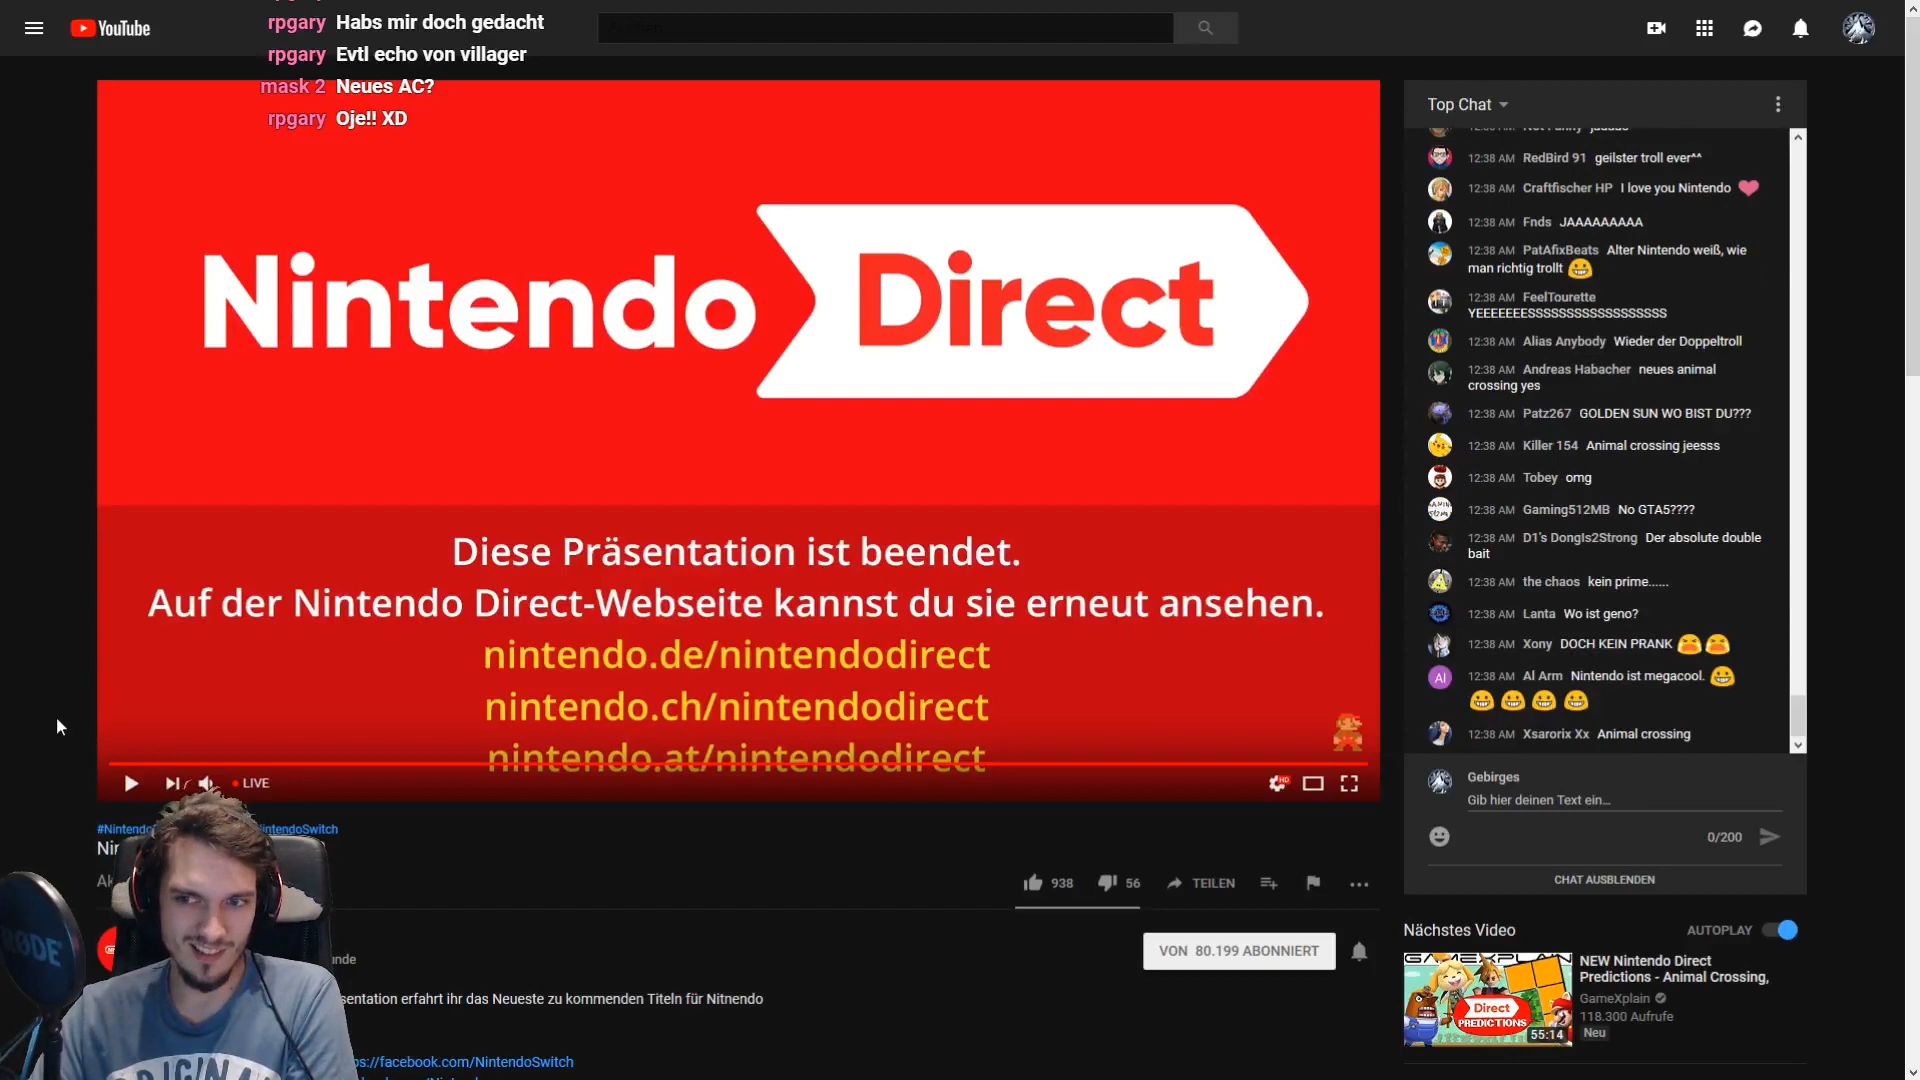 YouTube
rpgary Habs mir doch gedacht
rpgary Evtl echo von villager
mask 2 Neues AC?
rpgary Oje!! XD
Nintendo Direct
Diese Präsentation ist beendet.
Auf der Nintendo Direct-Webseite kannst du sie erneut ansehen.
nintendo.de/nintendodirect
nintendo.ch/nintendodirect
nintendo.at/nintendodirect
LIVE
HD
938
56
TEILEN
VON 80.199 ABONNIERT
sentation erfahrt ihr das Neueste zu kommenden Titeln für Nitnendo
facebook.com/NintendoSwitch
RØDE
ORIGINAL
Top Chat
12:38 AM RedBird 91 geilster troll ever^^
12:38 AM Craftfischer HP I love you Nintendo
12:38 AM Fnds JAAAAAAAAA
12:38 AM PatAfixBeats Alter Nintendo weiß, wie
man richtig trollt
12:38 AM FeelTourette
YEEEEEEESSSSSSSSSSSSSSSSSS
12:38 AM Alias Anybody Wieder der Doppeltroll
12:38 AM Andreas Habacher neues animal
crossing yes
12:38 AM Patz267 GOLDEN SUN WO BIST DU???
12:38 AM Killer 154 Animal crossing jeesss
12:38 AM Tobey omg
12:38 AM Gaming512MB No GTA5????
12:38 AM D1's DongIs2Strong Der absolute double
bait
12:38 AM the chaos kein prime......
12:38 AM Lanta Wo ist geno?
12:38 AM Xony DOCH KEIN PRANK
Al
12:38 AM Al Arm Nintendo ist megacool.
12:38 AM Xsarorix Xx Animal crossing
Gebirges
Gib hier deinen Text ein...
0/200
CHAT AUSBLENDEN
Nächstes Video
AUTOPLAY
GAMEXPLAIN
Direct
PREDICTIONS
55:14
NEW Nintendo Direct
Predictions - Animal Crossing,
GameXplain
118.300 Aufrufe
Neu